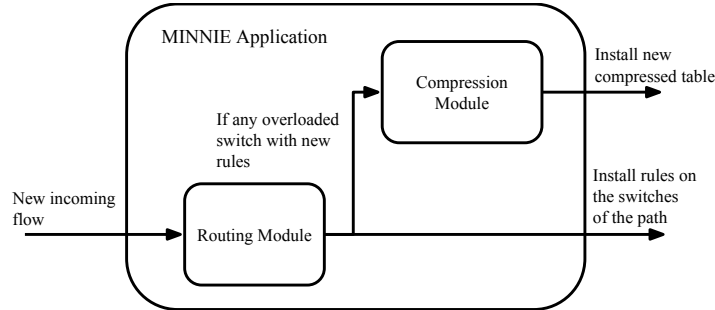 MINNIE Application
Compression
Module
Install new
compressed table
If any overloaded
switch with new
rules
New incoming
flow
Routing Module
Install rules on
the switches
of the path